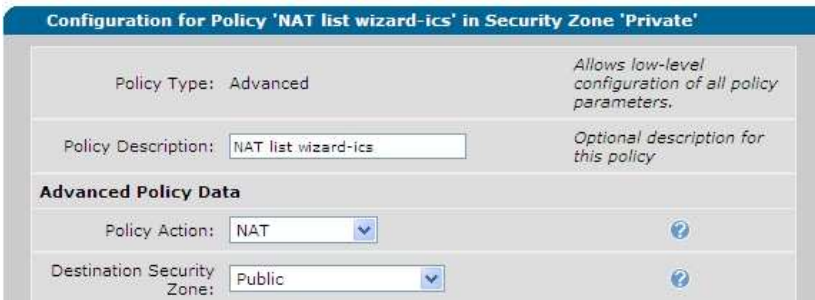 Configuration for Policy 'NAT list wizard-ics' in Security Zone 'Private'
Policy Type: Advanced
Allows low-level
configuration of all policy
parameters.
Policy Description: NAT list wizard-ics
Optional description for
this policy
Advanced Policy Data
Policy Action: NAT
?
Destination Security
Zone: Public
?